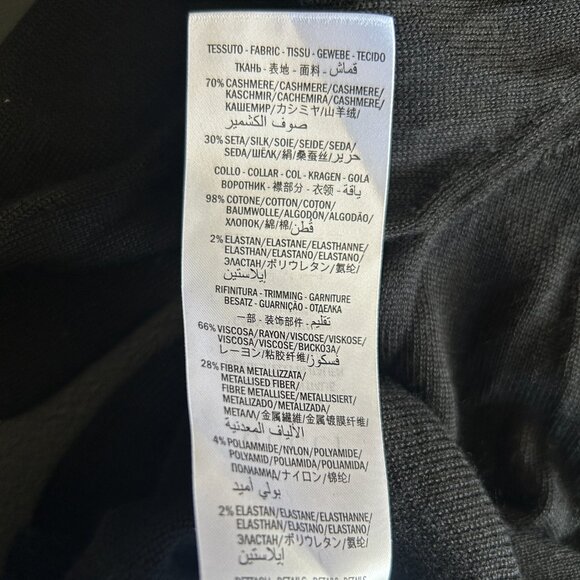 TESSUTO - FABRIC - TISSU - GEWEBE - TECIDO
ТКАНЬ - 表地 - 面料 - قماش
70% CASHMERE/CASHMERE/CASHMERE/
KASCHMIR/CACHEMIRA/CASHMERE/
КАШЕМИР/カシミヤ/山羊绒/
صوف الكشمير
30% SETA/SILK/SOIE/SEIDE/SEDA/
SEDA/ШЁЛК/絹/桑蚕丝/حرير
COLLO - COLLAR - COL - KRAGEN - GOLA
ВОРОТНИК - 襟部分 - 衣领 - ياقة
98% COTONE/COTTON/COTON/
BAUMWOLLE/ALGODON/ALGODÃO/
ХЛОПОК/綿/棉/قطن
2% ELASTAN/ELASTANE/ELASTHANNE/
ELASTHAN/ELASTANO/ELASTANO/
ЭЛАСТАН/ポリウレタン/氨纶/
إيلاستين
RIFINITURA - TRIMMING - GARNITURE
BESATZ - GUARNIÇÃO - ОТДЕЛКА
一部 - 装饰部件 - تقليم
66% VISCOSA/RAYON/VISCOSE/VISKOSE/
VISCOSA/VISCOSE/ВИСКОЗА/
レーヨン/粘胶纤维/فسكوز
28% FIBRA METALLIZZATA/
METALLISED FIBER/
FIBRE METALLISEE/METALLISIERT/
METALIZADO/METALIZADA/
МЕТАЛЛ/金属繊維/金属镀膜纤维/
الألياف المعدنية
4% POLIAMMIDE/NYLON/POLYAMIDE/
POLYAMID/POLIAMIDA/POLIAMIDA/
ПОЛИАМИД/ナイロン/锦纶/
بولي أميد
2% ELASTAN/ELASTANE/ELASTHANNE/
ELASTHAN/ELASTANO/ELASTANO/
ЭЛАСТАН/ポリウレタン/氨纶/
إيلاستين